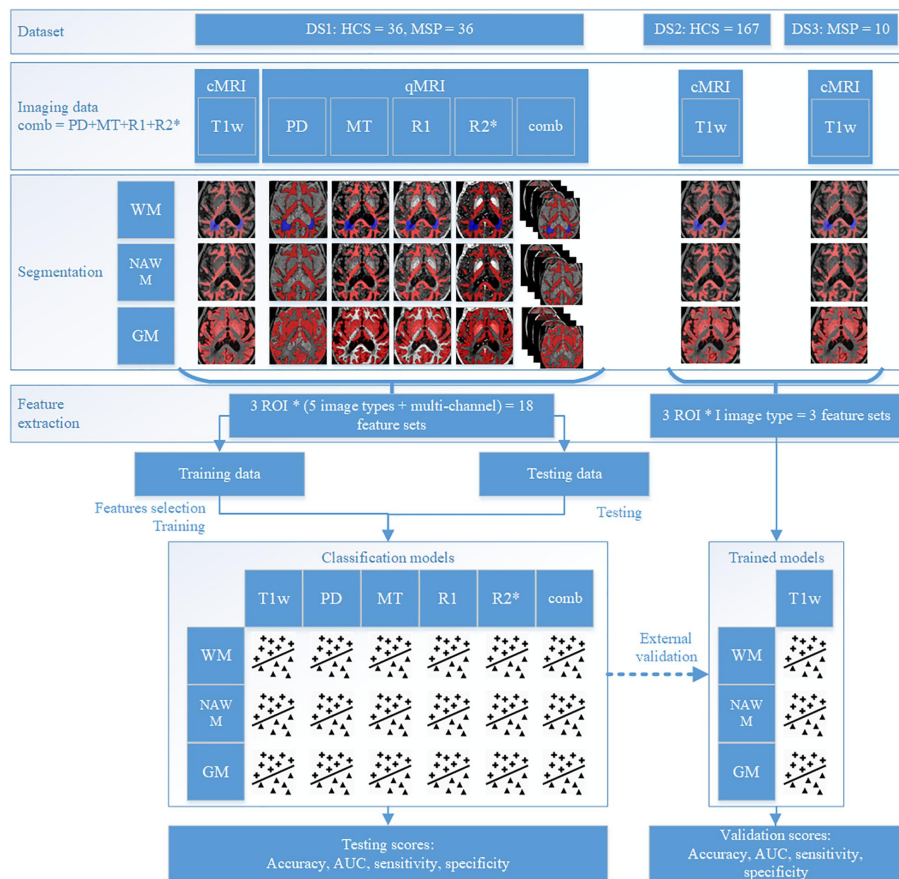 Dataset
DS1: HCS = 36, MSP = 36
DS2: HCS = 167
DS3: MSP = 10
Imaging data
comb = PD+MT+R1+R2*
cMRI
T1w
qMRI
PD
MT
R1
R2*
comb
cMRI
T1w
cMRI
T1w
Segmentation
WM
NAW
M
GM
Feature
extraction
3 ROI * (5 image types + multi-channel) = 18
feature sets
3 ROI * I image type = 3 feature sets
Training data
Testing data
Features selection
Training
Testing
Classification models
T1w
PD
MT
R1
R2*
comb
WM
NAW
M
GM
External
validation
Trained models
T1w
WM
NAW
M
GM
Testing scores:
Accuracy, AUC, sensitivity, specificity
Validation scores:
Accuracy, AUC, sensitivity,
specificity